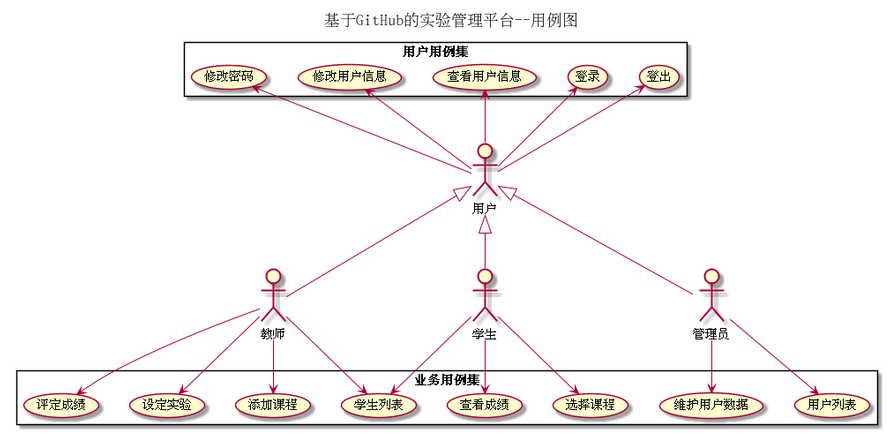 基于GitHub的实验管理平台--用例图
用户用例集
修改密码 修改用户信息 查看用户信息 登录 登出
用户
教师 学生 管理员
业务用例集
评定成绩 设定实验 添加课程 学生列表 查看成绩 选择课程 维护用户数据 用户列表